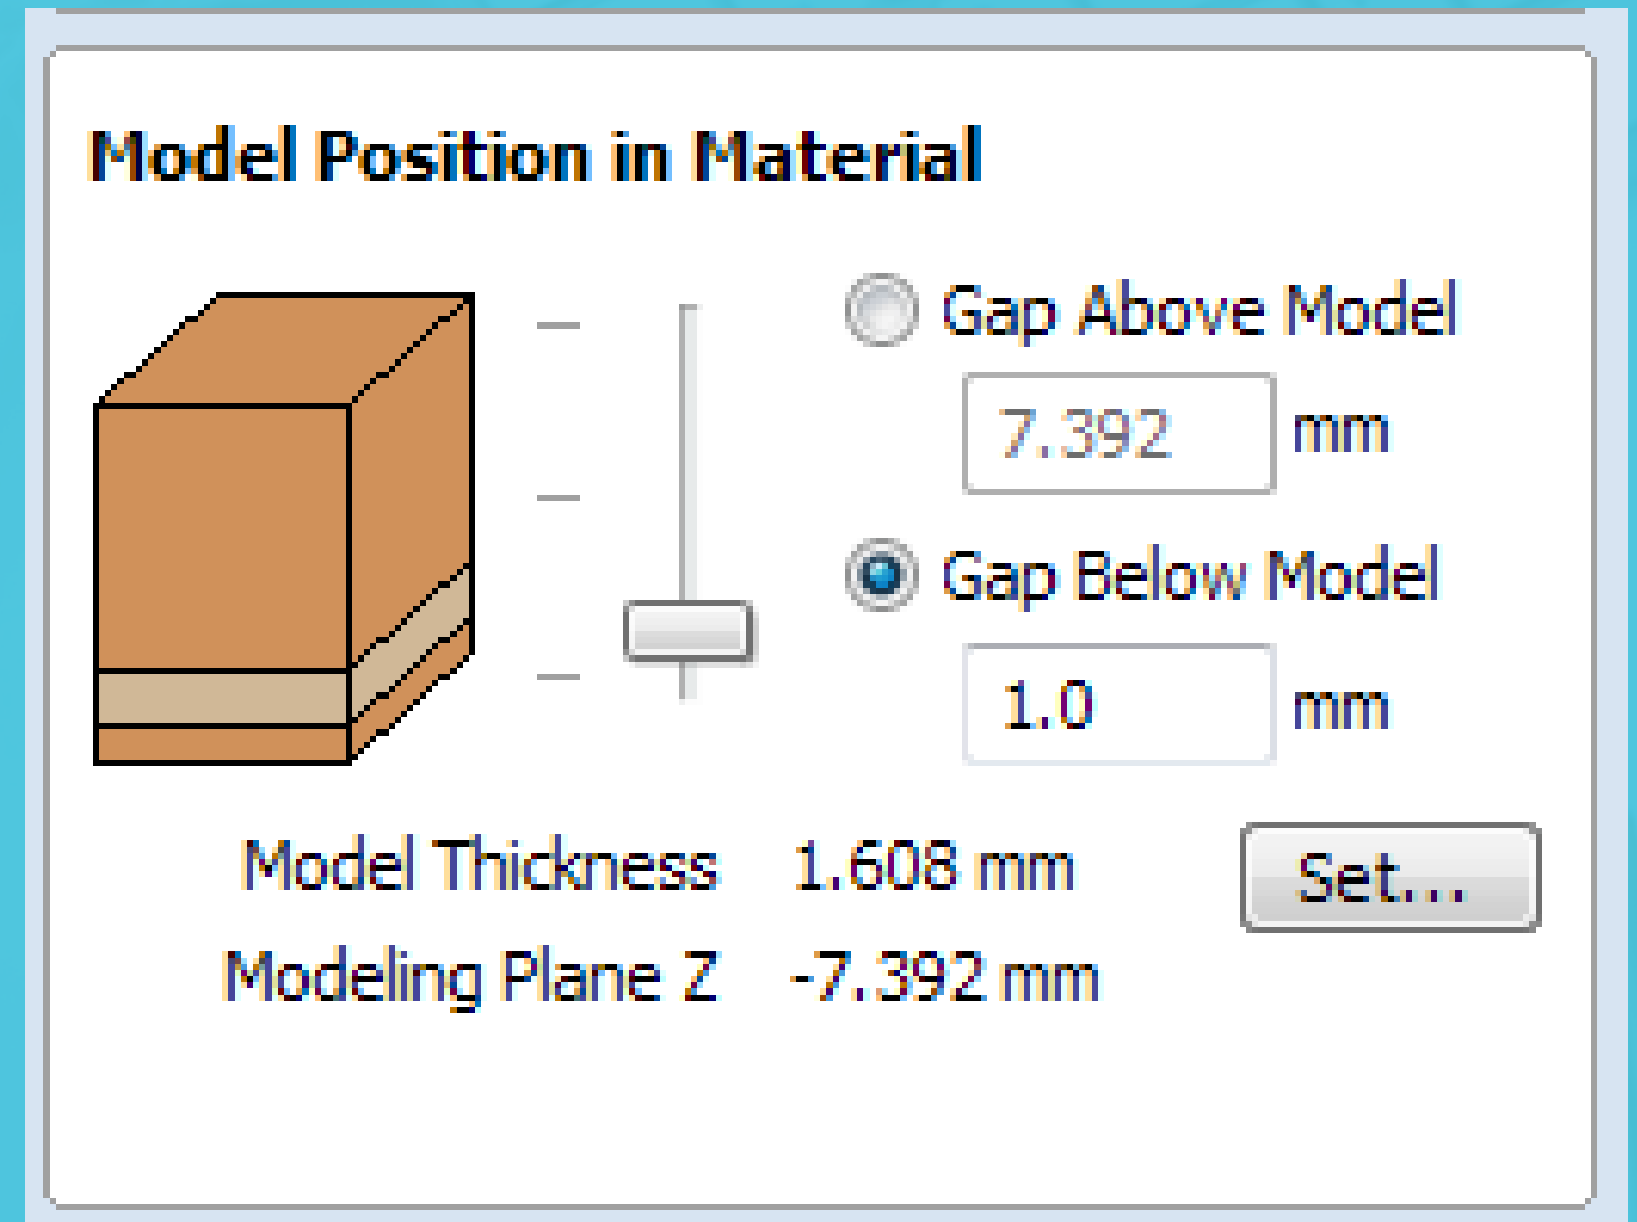 Model Position in Material
Gap Above Model
7.392 mm
Gap Below Model
1.0 mm
Model Thickness 1.608 mm
Set...
Modeling Plane Z -7.392 mm